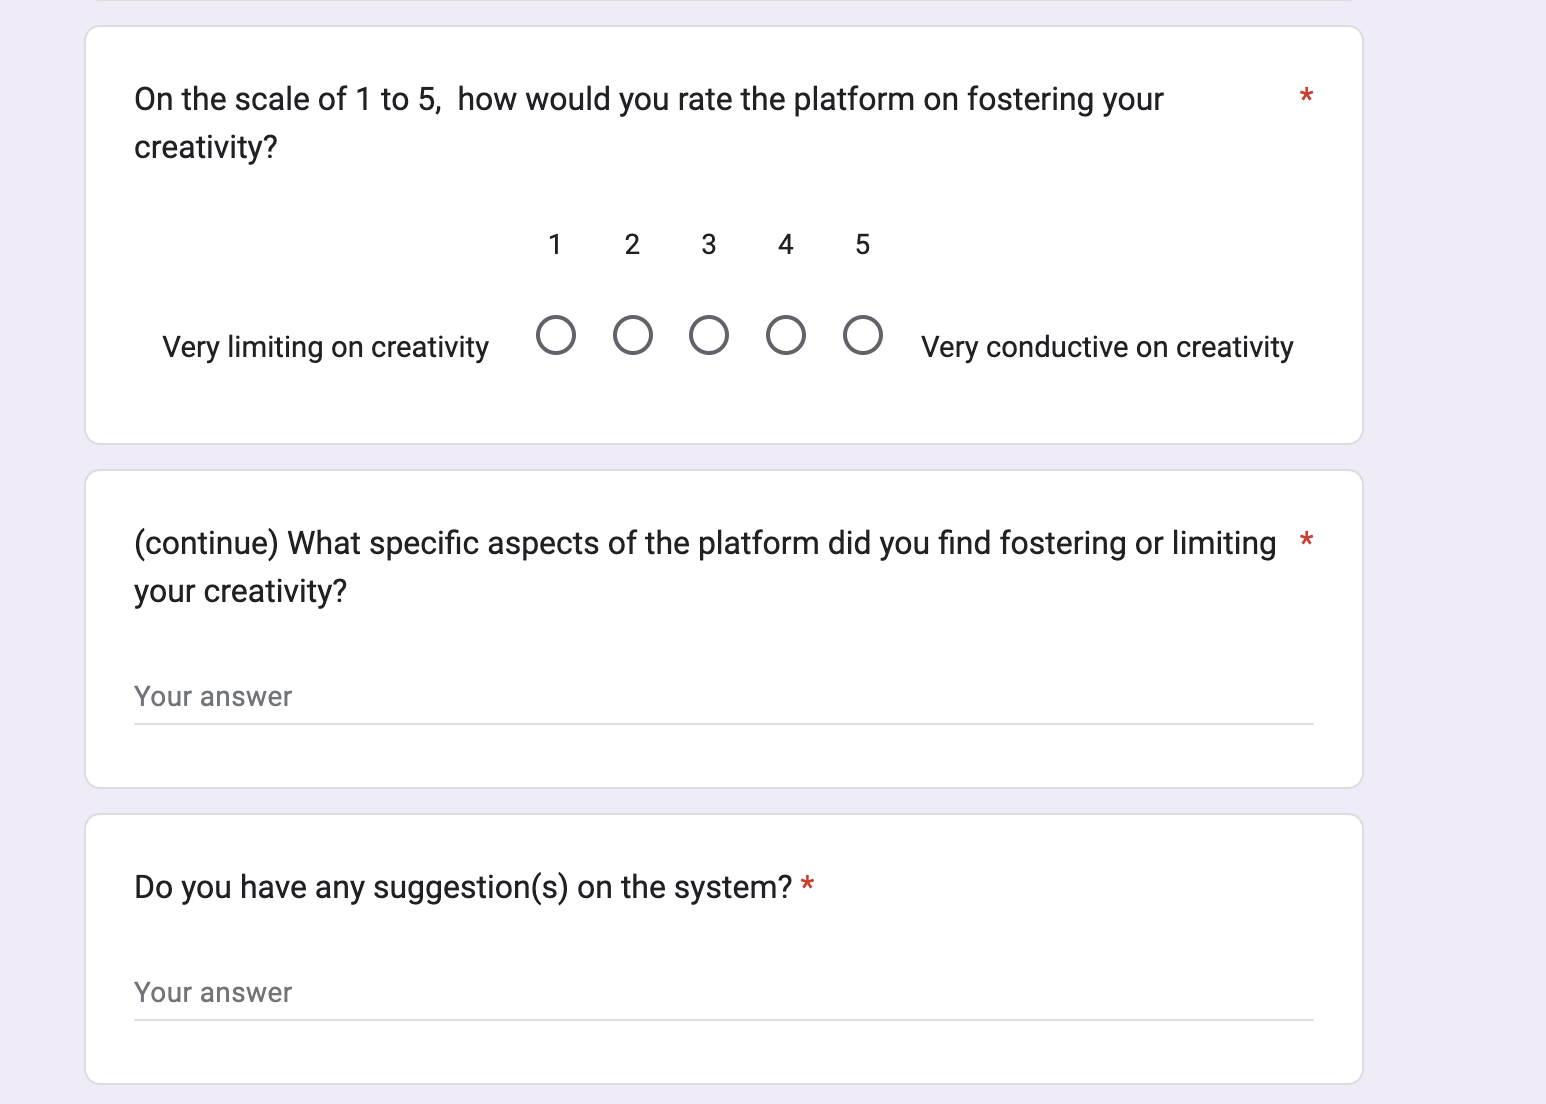 On the scale of 1 to 5,  how would you rate the platform on fostering your *
creativity?
1 2 3 4 5
Very limiting on creativity Very conductive on creativity
(continue) What specific aspects of the platform did you find fostering or limiting *
your creativity?
Your answer
Do you have any suggestion(s) on the system? *
Your answer